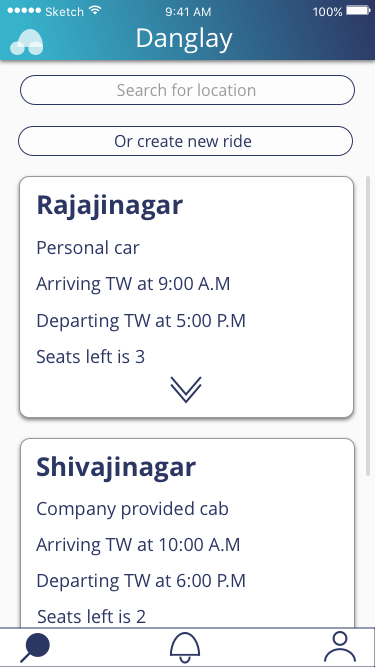 Sketch 9:41 AM 100%
Danglay
Search for location
Or create new ride
Rajajinagar
Personal car
Arriving TW at 9:00 A.M
Departing TW at 5:00 P.M
Seats left is 3
Shivajinagar
Company provided cab
Arriving TW at 10:00 A.M
Departing TW at 6:00 P.M
Seats left is 2